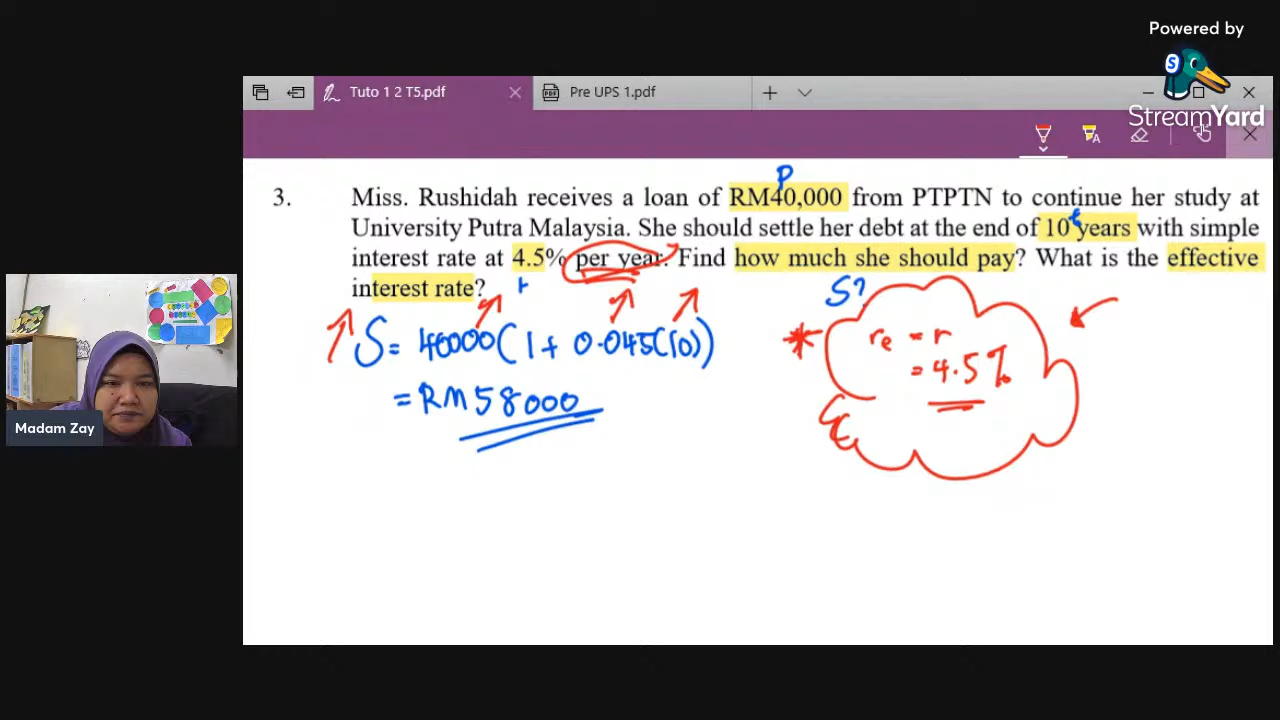 Powered by
StreamYard
Tuto 1 2 T5.pdf
Pre UPS 1.pdf
3. Miss. Rushidah receives a loan of RM40,000 from PTPTN to continue her study at
University Putra Malaysia. She should settle her debt at the end of 10 years with simple
interest rate at 4.5% per year. Find how much she should pay? What is the effective
interest rate?
P
t
r
S?
S = 40000(1 + 0.045(10))
= RM58000
* re = r
= 4.5%
Madam Zay